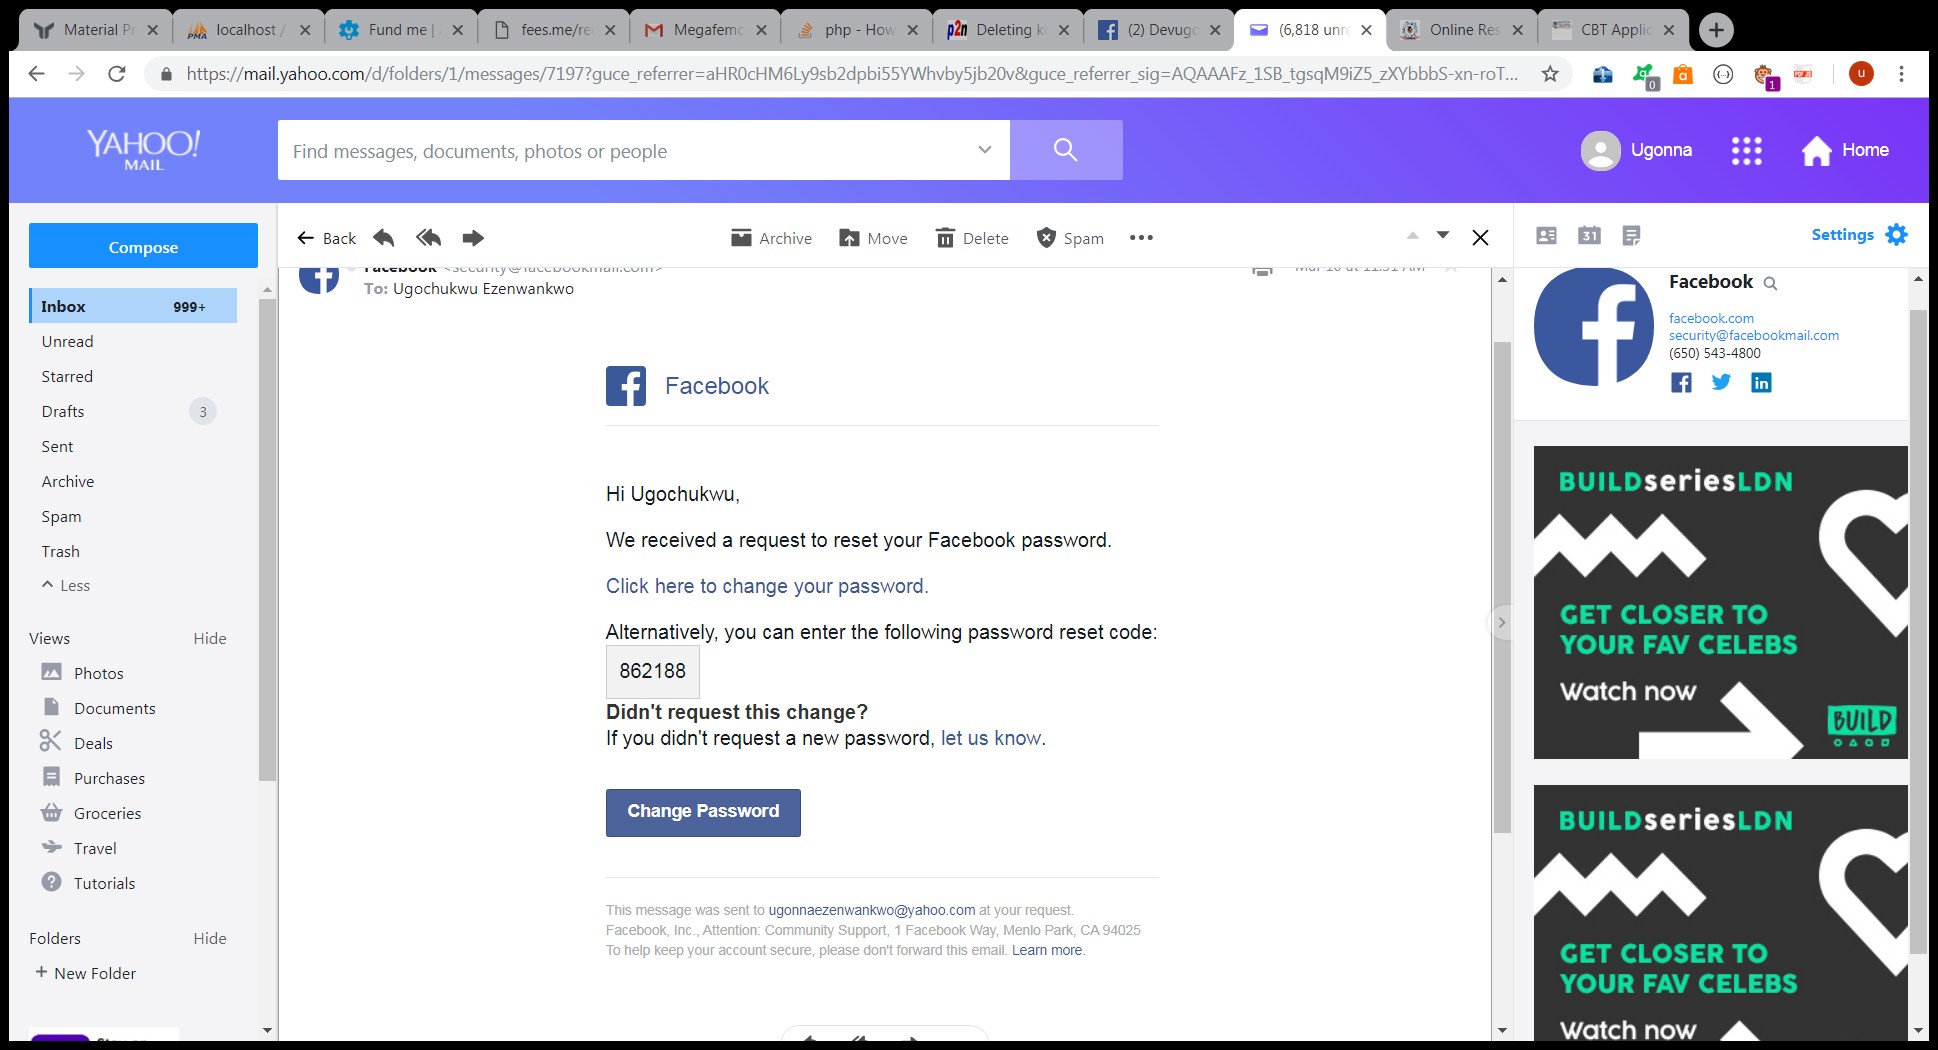 Material Pr
localhost /
Fund me |
fees.me/re
Megafemc
php - How
p2n Deleting k
(2) Devugo
(6,818 unre
Online Res
CBT Applic
https://mail.yahoo.com/d/folders/1/messages/7197?guce_referrer=aHR0cHM6Ly9sb2dpbi55YWhvby5jb20v&guce_referrer_sig=AQAAAFz_1SB_tgsqM9iZ5_zXYbbbS-xn-roT...
0
1
u
YAHOO!
MAIL
Find messages, documents, photos or people
Ugonna
Home
Compose
Back
Archive
Move
Delete
Spam
31
Settings
Inbox 999+
Unread
Starred
Drafts 3
Sent
Archive
Spam
Trash
Less
Views Hide
Photos
Documents
Deals
Purchases
Groceries
Travel
Tutorials
Folders Hide
+ New Folder
Facebook <security@facebookmail.com>
To: Ugochukwu Ezenwankwo
Facebook
Hi Ugochukwu,
We received a request to reset your Facebook password.
Click here to change your password.
Alternatively, you can enter the following password reset code:
862188
Didn't request this change?
If you didn't request a new password, let us know.
Change Password
This message was sent to ugonnaezenwankwo@yahoo.com at your request.
Facebook, Inc., Attention: Community Support, 1 Facebook Way, Menlo Park, CA 94025
To help keep your account secure, please don't forward this email. Learn more.
Facebook
facebook.com
security@facebookmail.com
(650) 543-4800
BUILDseriesLDN
GET CLOSER TO
YOUR FAV CELEBS
Watch now
BUILD
BUILDseriesLDN
GET CLOSER TO
YOUR FAV CELEBS
Watch now